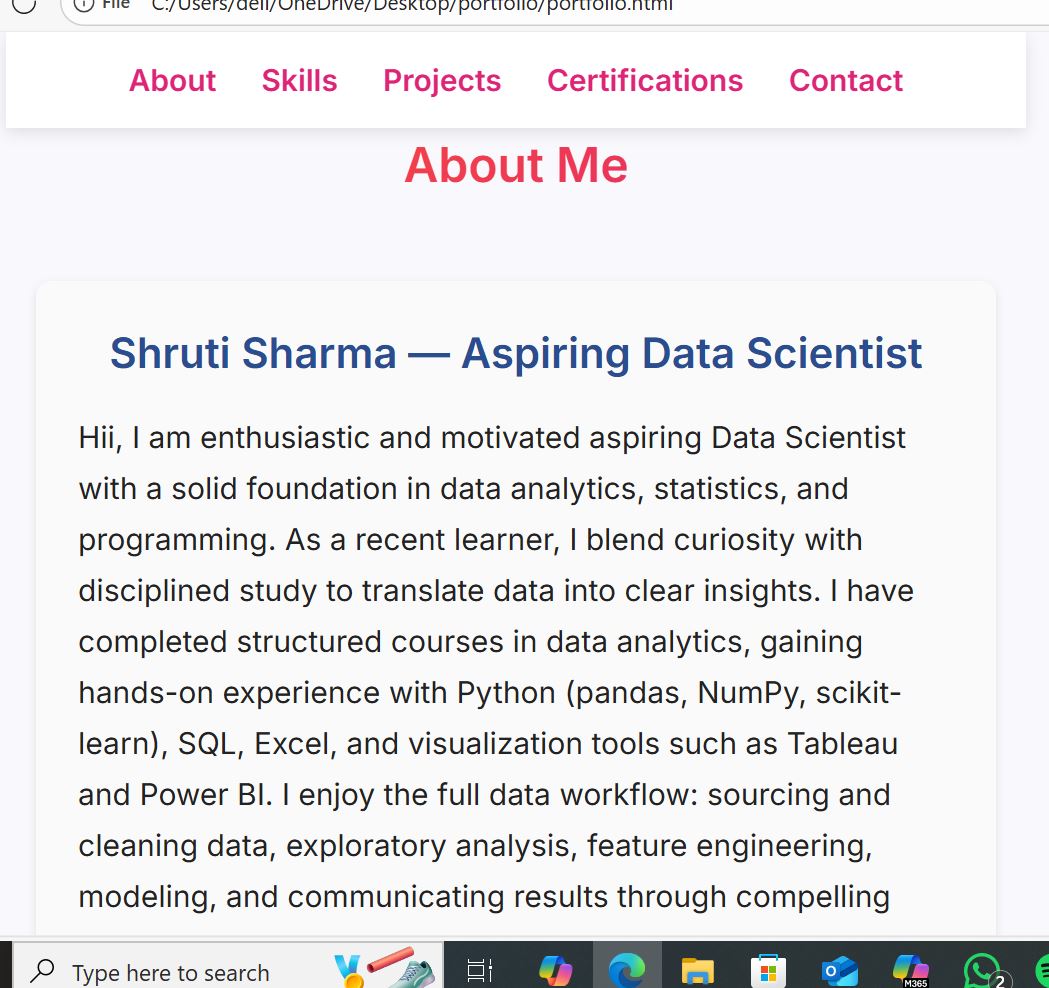 File C:/Users/dell/OneDrive/Desktop/portfolio/portfolio.html
About Skills Projects Certifications Contact
About Me
Shruti Sharma — Aspiring Data Scientist
Hii, I am enthusiastic and motivated aspiring Data Scientist
with a solid foundation in data analytics, statistics, and
programming. As a recent learner, I blend curiosity with
disciplined study to translate data into clear insights. I have
completed structured courses in data analytics, gaining
hands-on experience with Python (pandas, NumPy, scikit-
learn), SQL, Excel, and visualization tools such as Tableau
and Power BI. I enjoy the full data workflow: sourcing and
cleaning data, exploratory analysis, feature engineering,
modeling, and communicating results through compelling
Type here to search
M365
2